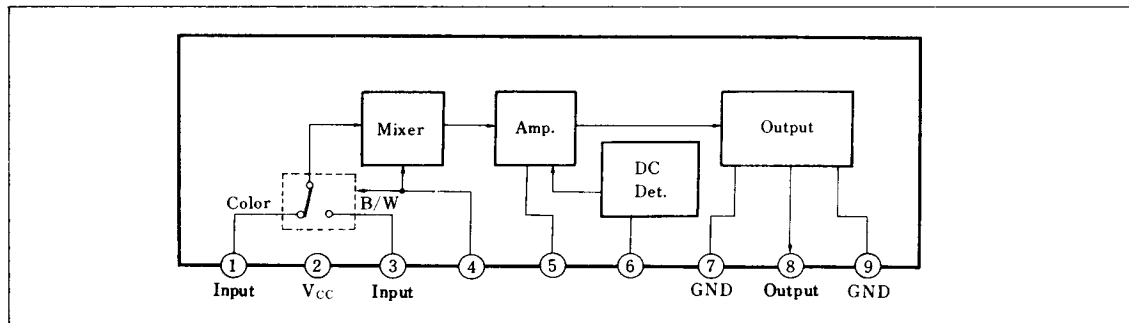 Mixer
Amp.
Output
DC
Det.
Color
B/W
1 2 3 4 5 6 7 8 9
Input VCC Input GND Output GND